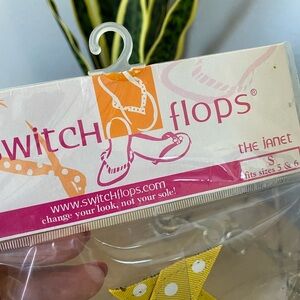 switcH flops®
THE JANET
S
fits sizes 5 & 6
www.switchflops.com
change your look, not your sole!